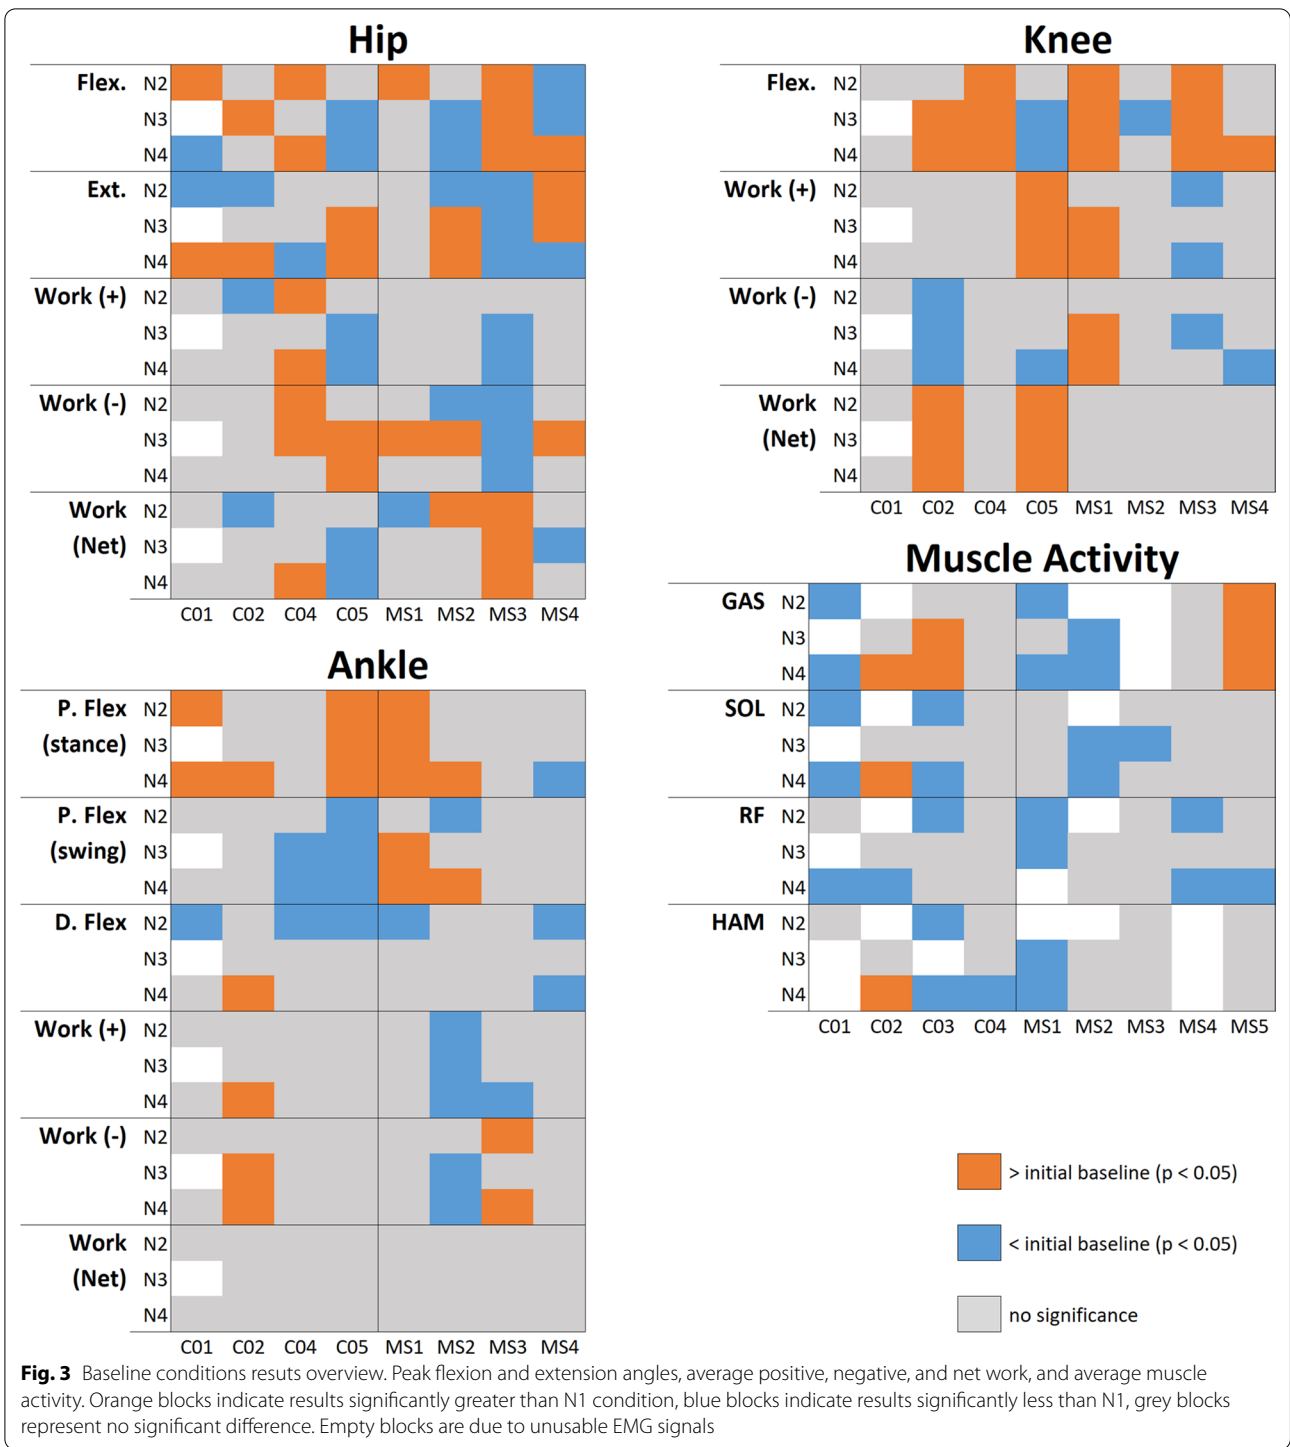 Hip
Flex. N2
N3
N4
Ext. N2
N3
N4
Work (+) N2
N3
N4
Work (-) N2
N3
N4
Work N2
(Net) N3
N4
C01 C02 C04 C05 MS1 MS2 MS3 MS4
Ankle
P. Flex N2
(stance) N3
N4
P. Flex N2
(swing) N3
N4
D. Flex N2
N3
N4
Work (+) N2
N3
N4
Work (-) N2
N3
N4
Work N2
(Net) N3
N4
C01 C02 C04 C05 MS1 MS2 MS3 MS4
Knee
Flex. N2
N3
N4
Work (+) N2
N3
N4
Work (-) N2
N3
N4
Work N2
(Net) N3
N4
C01 C02 C04 C05 MS1 MS2 MS3 MS4
Muscle Activity
GAS N2
N3
N4
SOL N2
N3
N4
RF N2
N3
N4
HAM N2
N3
N4
C01 C02 C03 C04 MS1 MS2 MS3 MS4 MS5
> initial baseline (p < 0.05)
< initial baseline (p < 0.05)
no significance
Fig. 3 Baseline conditions resuts overview. Peak flexion and extension angles, average positive, negative, and net work, and average muscle
activity. Orange blocks indicate results significantly greater than N1 condition, blue blocks indicate results significantly less than N1, grey blocks
represent no significant difference. Empty blocks are due to unusable EMG signals